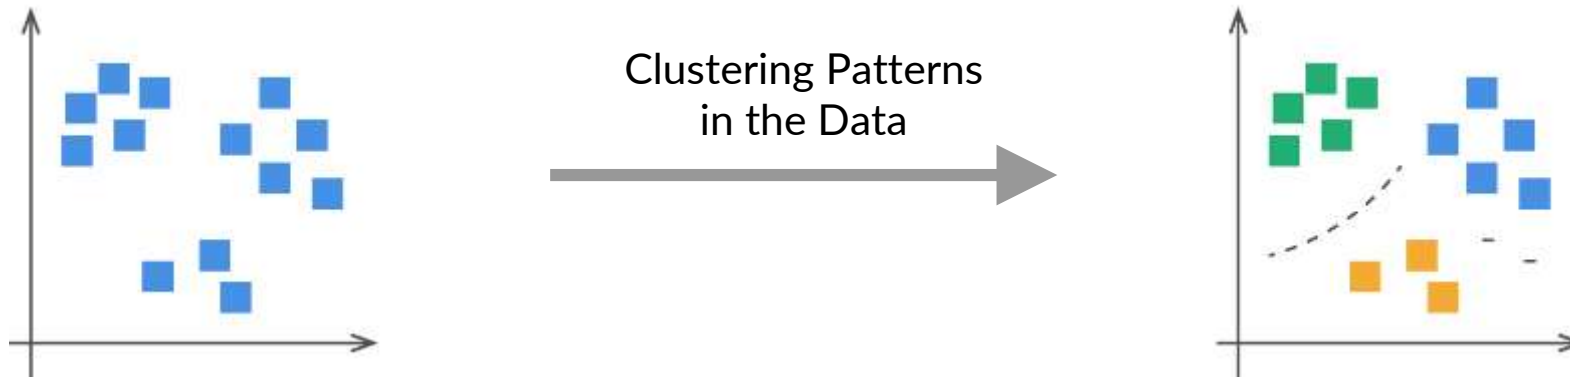 Clustering Patterns
in the Data